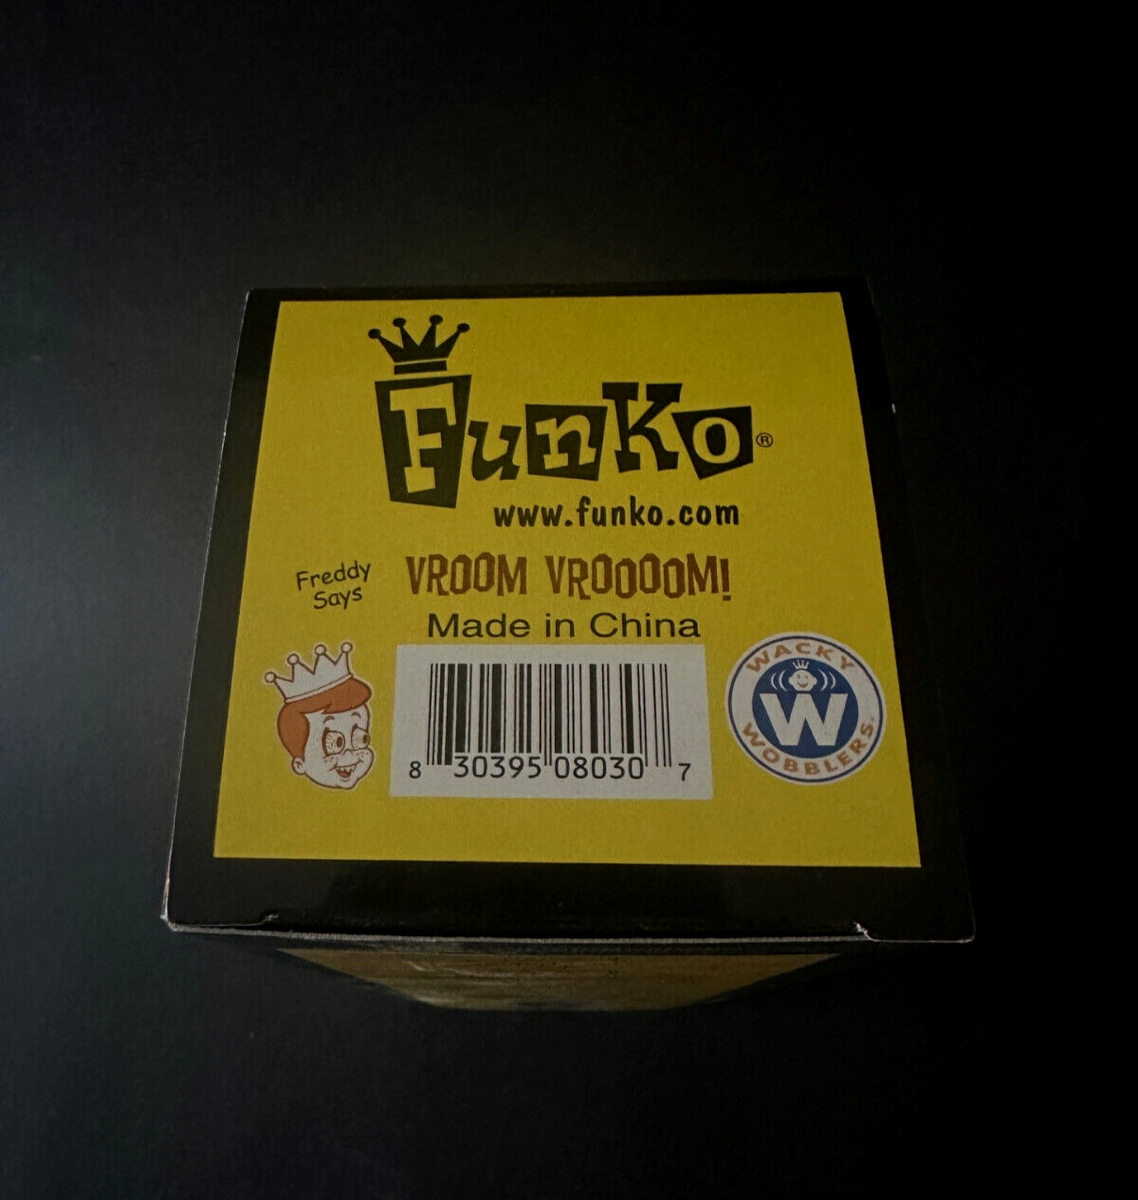 Funko®
www.funko.com
Freddy
Says
VROOM VROOOOM!
Made in China
WACKY
W
WOBBLERS
8 30395 08030 7